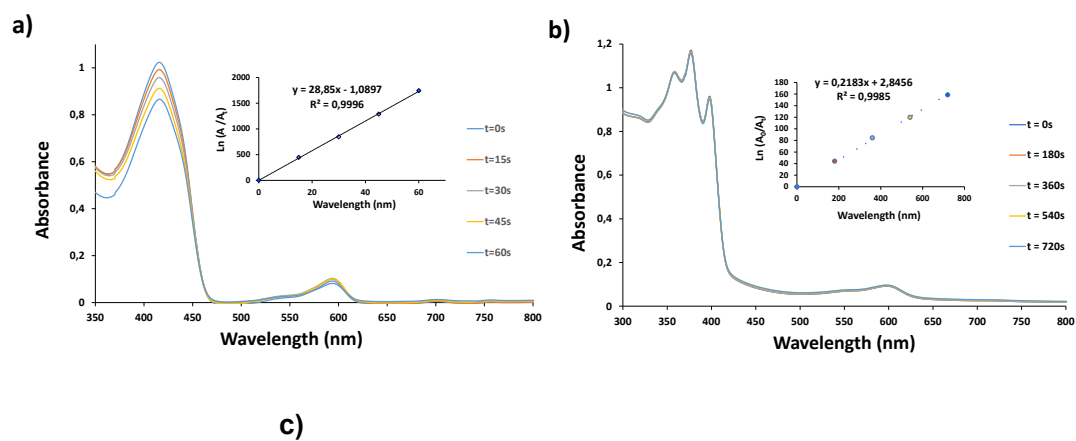 a)
Absorbance
1
0,8
0,6
0,4
0,2
0
350 400 450 500 550 600 650 700 750 800
Wavelength (nm)
Ln (A /Aₜ)
2000
1500
1000
500
0
0 20 40 60
Wavelength (nm)
y = 28,85x - 1,0897
R² = 0,9996
t=0s
t=15s
t=30s
t=45s
t=60s
b)
Absorbance
1,2
1
0,8
0,6
0,4
0,2
0
300 350 400 450 500 550 600 650 700 750 800
Wavelength (nm)
Ln (A₀/Aₜ)
160
140
120
100
80
60
40
20
0
0 200 400 600 800
Wavelength (nm)
y = 0,2183x + 2,8456
R² = 0,9985
t = 0s
t = 180s
t = 360s
t = 540s
t = 720s
c)